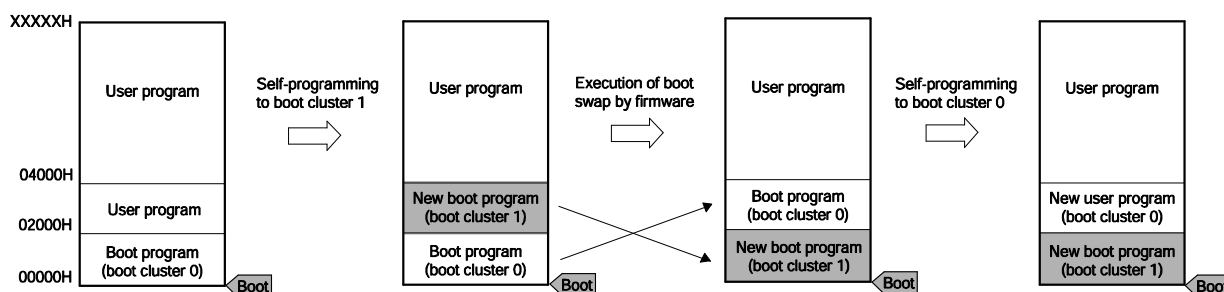 XXXXXH
User program
User program
Boot program
(boot cluster 0)
04000H
02000H
00000H
Boot
Self-programming
to boot cluster 1
User program
New boot program
(boot cluster 1)
Boot program
(boot cluster 0)
Boot
Execution of boot
swap by firmware
User program
Boot program
(boot cluster 0)
New boot program
(boot cluster 1)
Boot
Self-programming
to boot cluster 0
User program
New user program
(boot cluster 0)
New boot program
(boot cluster 1)
Boot